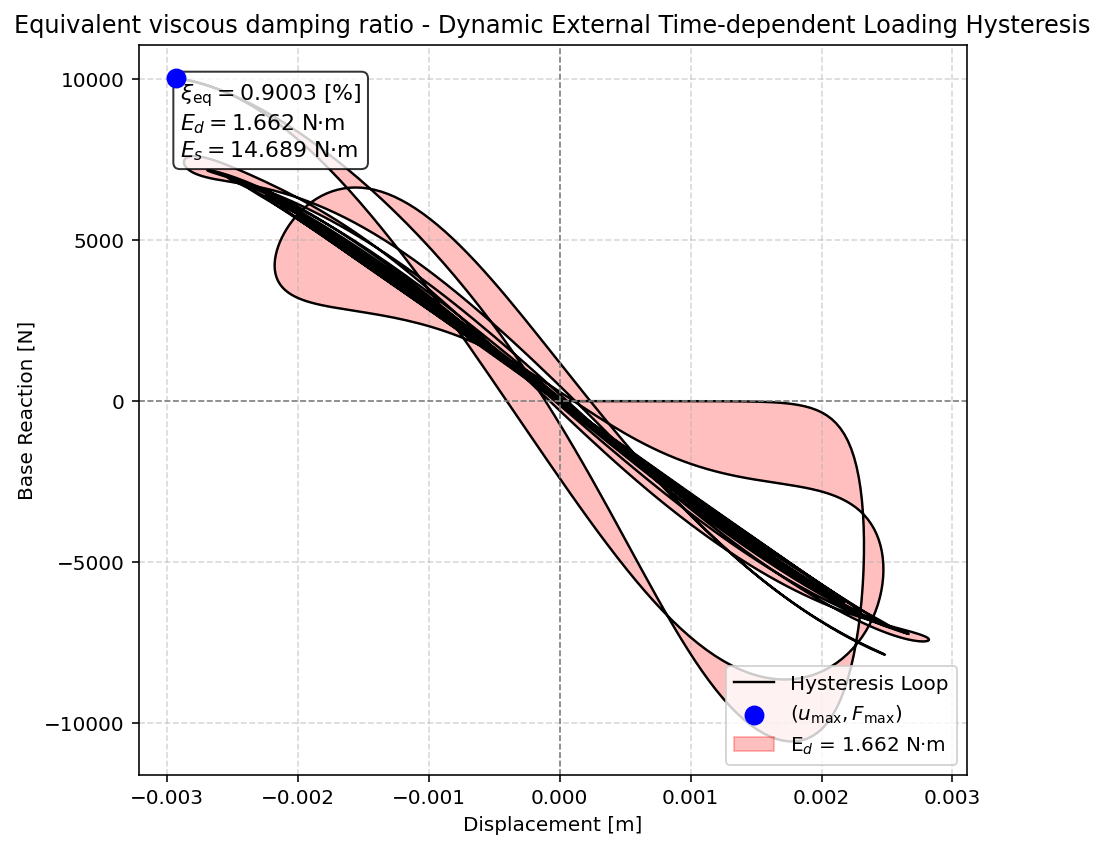 Equivalent viscous damping ratio - Dynamic External Time-dependent Loading Hysteresis
Base Reaction [N]
10000
5000
0
−5000
−10000
ξeq = 0.9003 [%]
Ed = 1.662 N·m
Es = 14.689 N·m
Hysteresis Loop
(umax, Fmax)
Ed = 1.662 N·m
−0.003 −0.002 −0.001 0.000 0.001 0.002 0.003
Displacement [m]